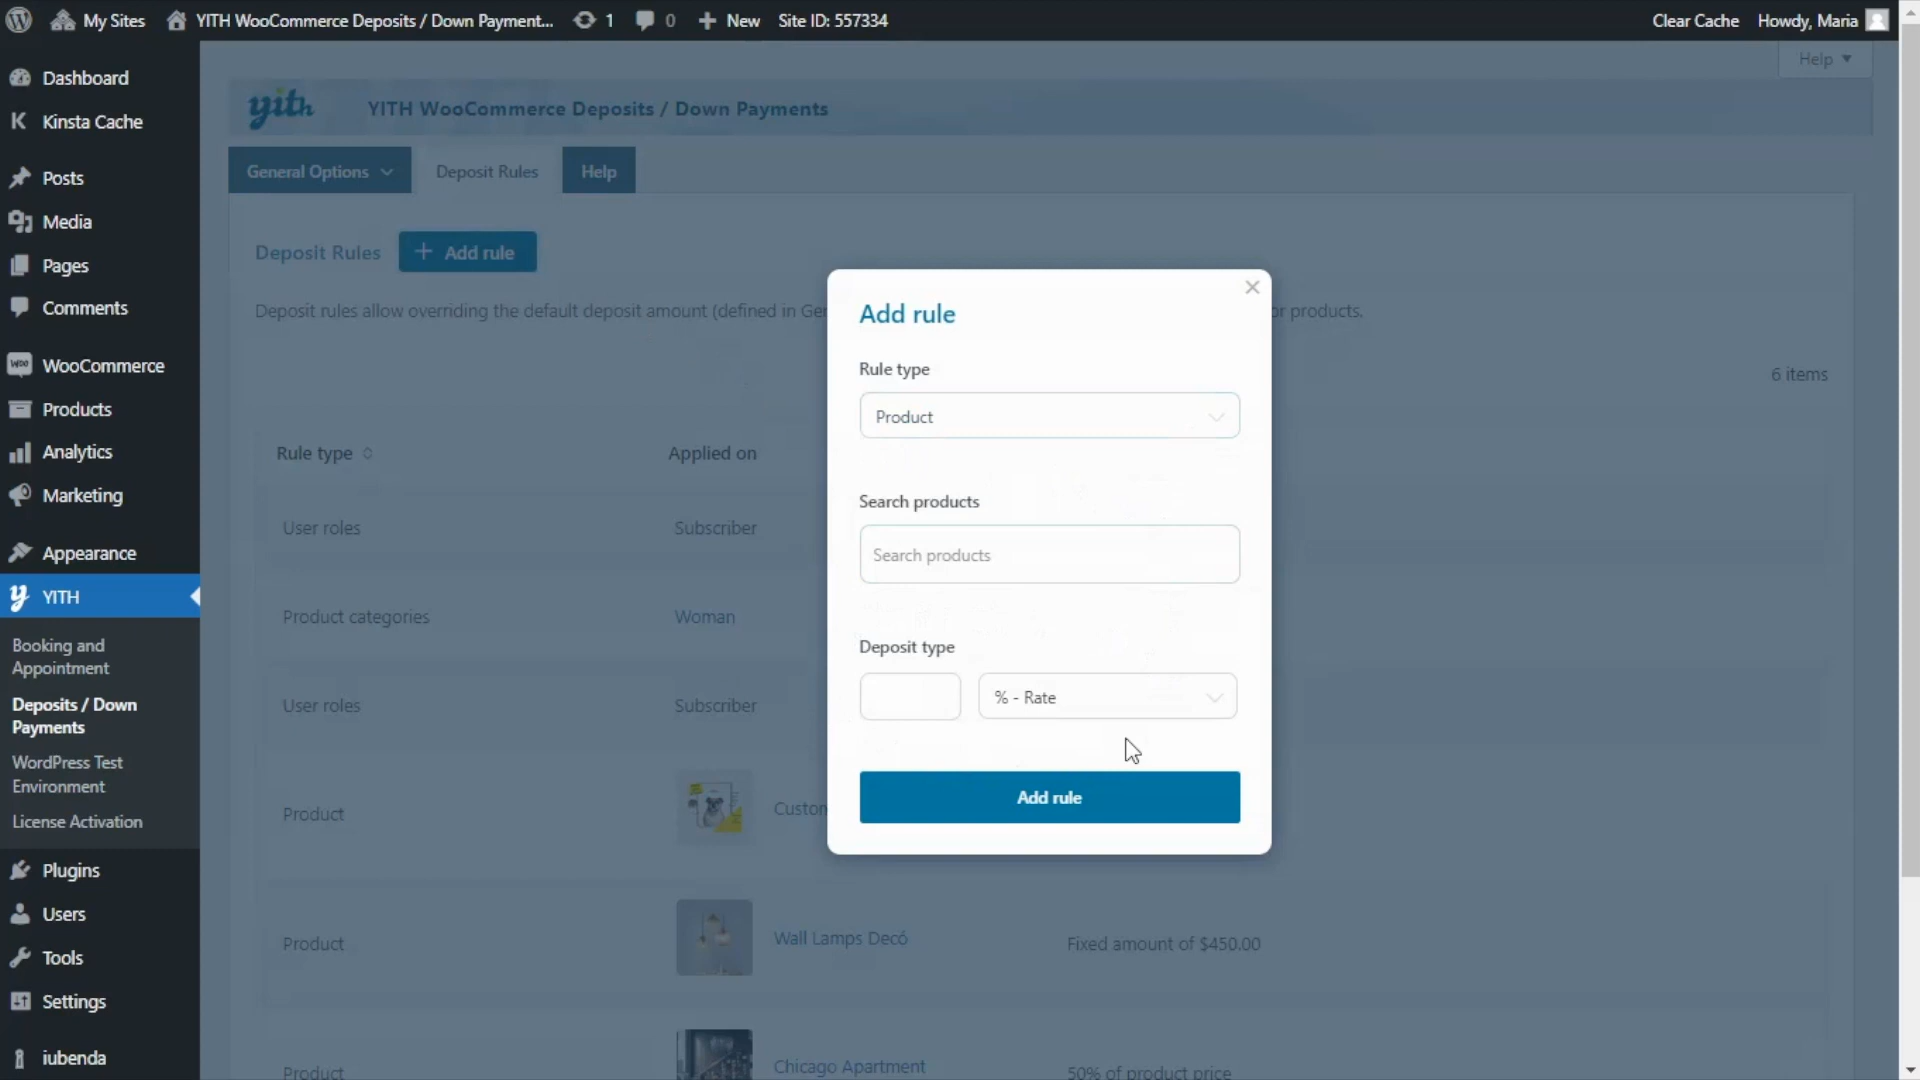 My Sites
YITH WooCommerce Deposits / Down Payment...
1
0
New
Site ID: 557334
Clear Cache
Howdy, Maria
Help
Dashboard
Kinsta Cache
Posts
Media
Pages
Comments
WooCommerce
Products
Analytics
Marketing
Appearance
YITH
Booking and
Appointment
Deposits / Down
Payments
WordPress Test
Environment
License Activation
Plugins
Users
Tools
Settings
iubenda
yith
YITH WooCommerce Deposits / Down Payments
General Options
Deposit Rules
Help
Deposit Rules
+ Add rule
Deposit rules allow overriding the default deposit amount (defined in
or products.
6 items
Rule type
Applied on
User roles
Subscriber
Product categories
Woman
User roles
Subscriber
Product
Product
Wall Lamps Decó
Fixed amount of $450.00
Product
Chicago Apartment
50% of product price
Add rule
Rule type
Product
Search products
Search products
Deposit type
% - Rate
Add rule